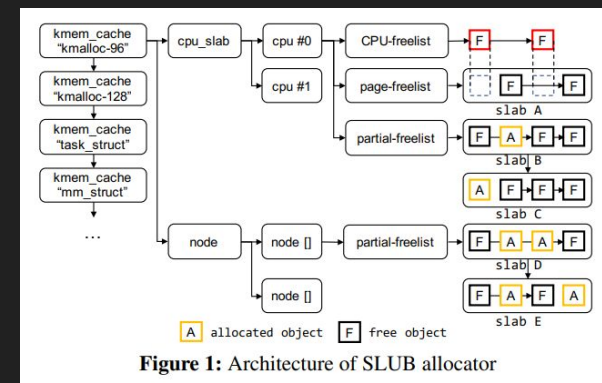 kmem_cache
“kmalloc-96”
cpu_slab
cpu #0
CPU-freelist
F
F
kmem_cache
“kmalloc-128”
cpu #1
page-freelist
F
F
slab A
kmem_cache
“task_struct”
partial-freelist
F
A
F
F
slab B
kmem_cache
“mm_struct”
A
F
F
F
slab C
...
node
node []
partial-freelist
F
A
A
F
slab D
node []
F
A
F
A
slab E
A allocated object
F free object
Figure 1: Architecture of SLUB allocator